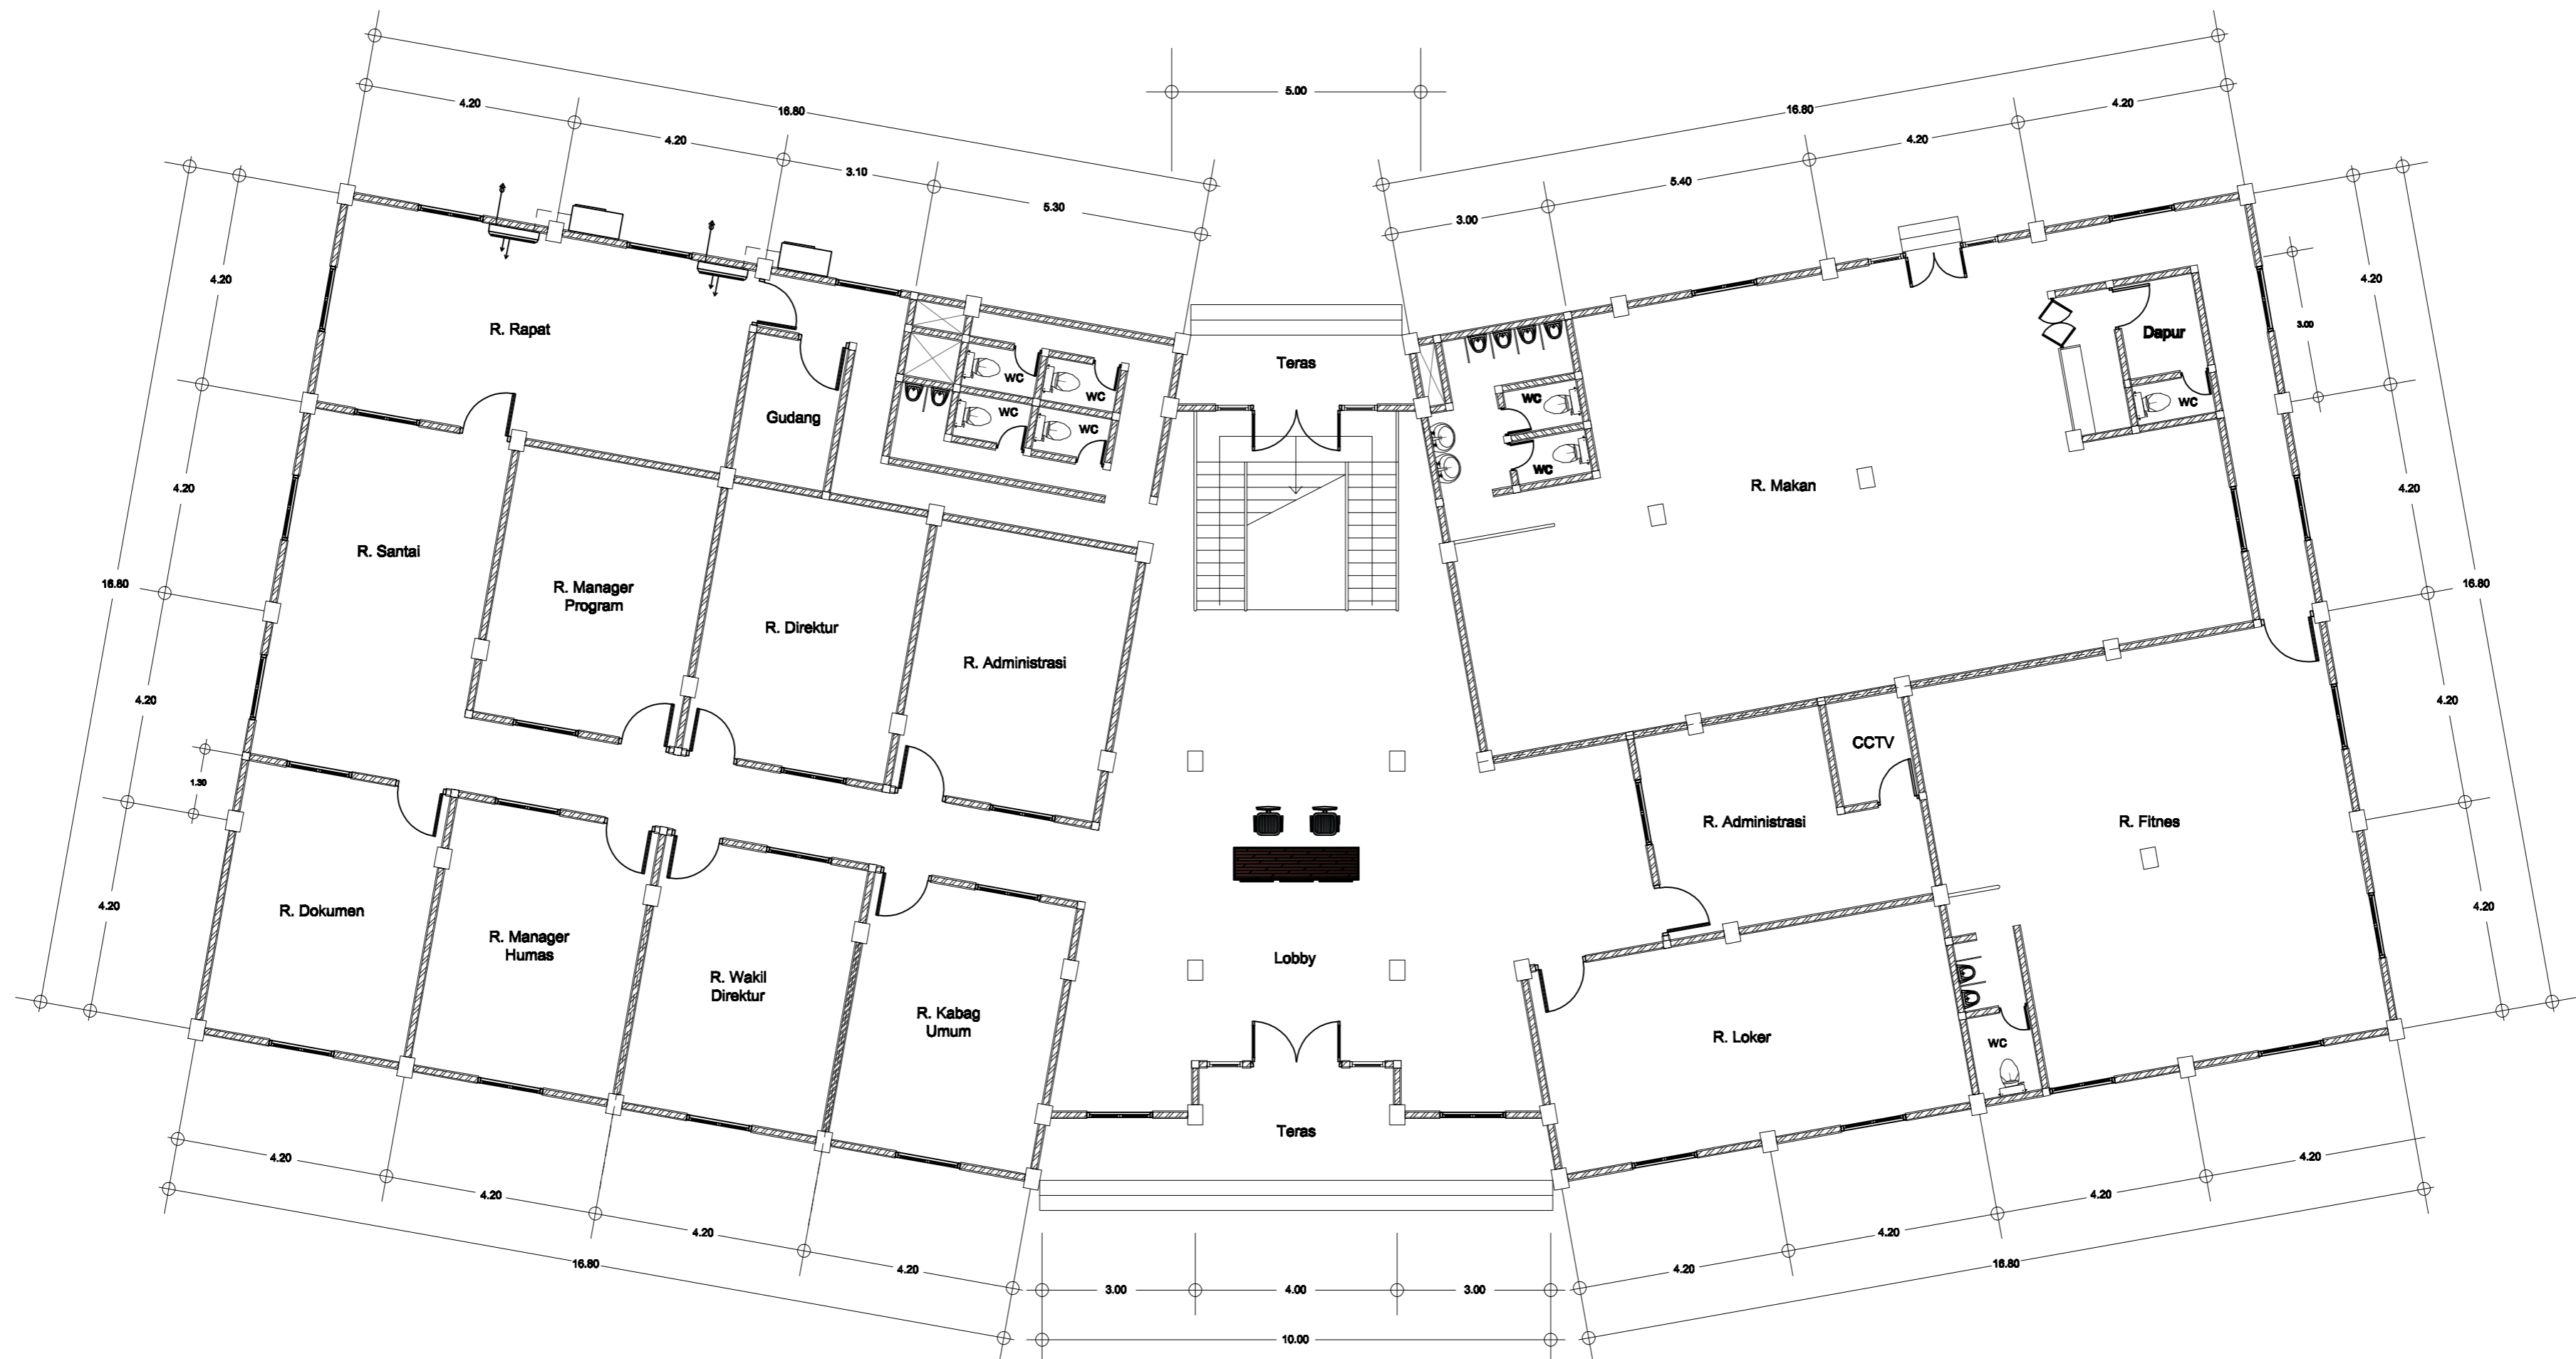 5.00
16.80
4.20
4.20
3.10
5.30
16.80
3.00
5.40
4.20
4.20
16.80
4.20
4.20
4.20
1.30
4.20
16.80
4.20
3.00
4.20
4.20
4.20
R. Rapat
Gudang
WC
WC
WC
WC
Teras
WC
WC
Dapur
WC
R. Makan
R. Santai
R. Manager
Program
R. Direktur
R. Administrasi
CCTV
R. Administrasi
R. Fitnes
R. Dokumen
R. Manager
Humas
R. Wakil
Direktur
R. Kabag
Umum
Lobby
R. Loker
WC
Teras
4.20
4.20
4.20
4.20
16.80
3.00
4.00
3.00
10.00
4.20
4.20
4.20
4.20
16.80